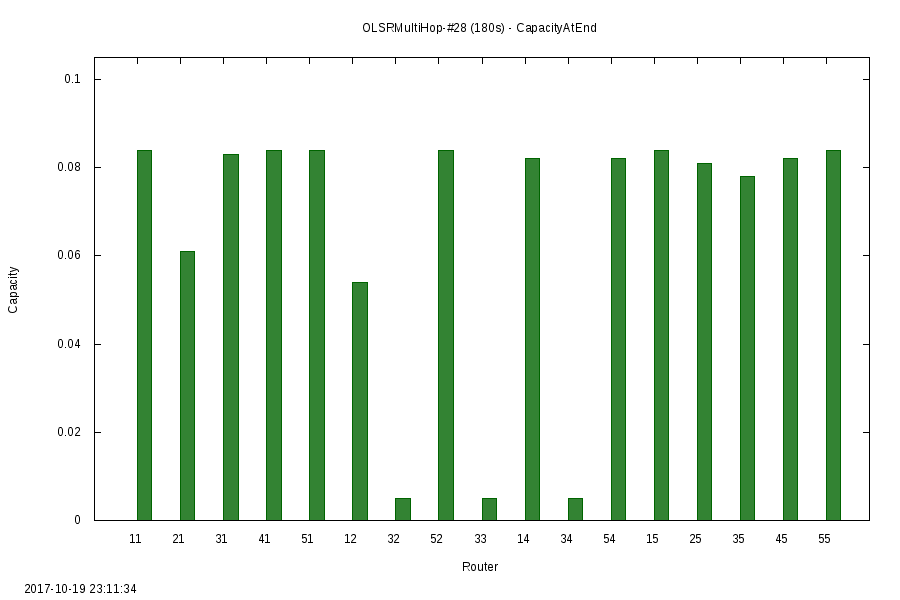 OLSRMultiHop-#28 (180s) - CapacityAtEnd
0.1
0.08
0.06
0.04
0.02
0
Capacity
11 21 31 41 51 12 32 52 33 14 34 54 15 25 35 45 55
Router
2017-10-19 23:11:34